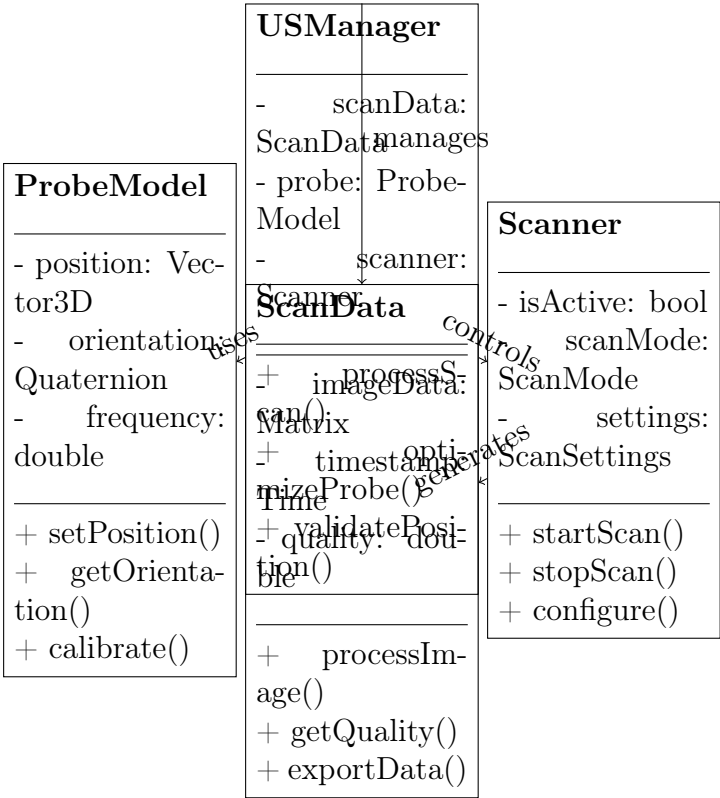 USManager
- scanData:
ScanData
- probe: Probe-
Model
- scanner:
Scanner
+ processS-
can()
+ opti-
mizeProbe()
+ validatePosi-
tion()
manages
ProbeModel
- position: Vec-
tor3D
- orientation:
Quaternion
- frequency:
double
+ setPosition()
+ getOrienta-
tion()
+ calibrate()
uses
Scanner
- isActive: bool
- scanMode:
ScanMode
- settings:
ScanSettings
+ startScan()
+ stopScan()
+ configure()
controls
generates
ScanData
- imageData:
Matrix
- timestamp:
Time
- quality: dou-
ble
+ processIm-
age()
+ getQuality()
+ exportData()